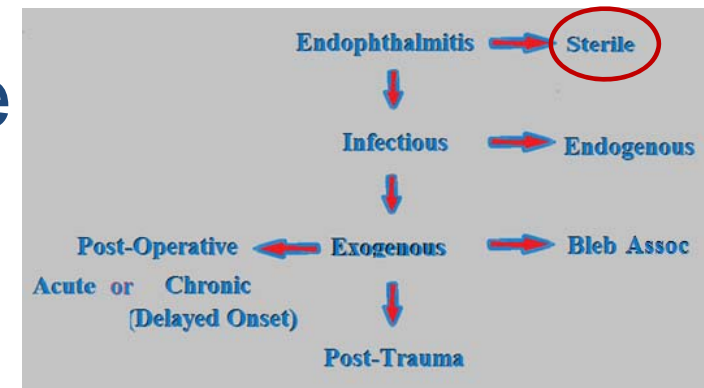 Endophthalmitis Sterile
e
Infectious Endogenous
Post-Operative Exogenous Bleb Assoc
Acute or Chronic
(Delayed Onset)
Post-Trauma